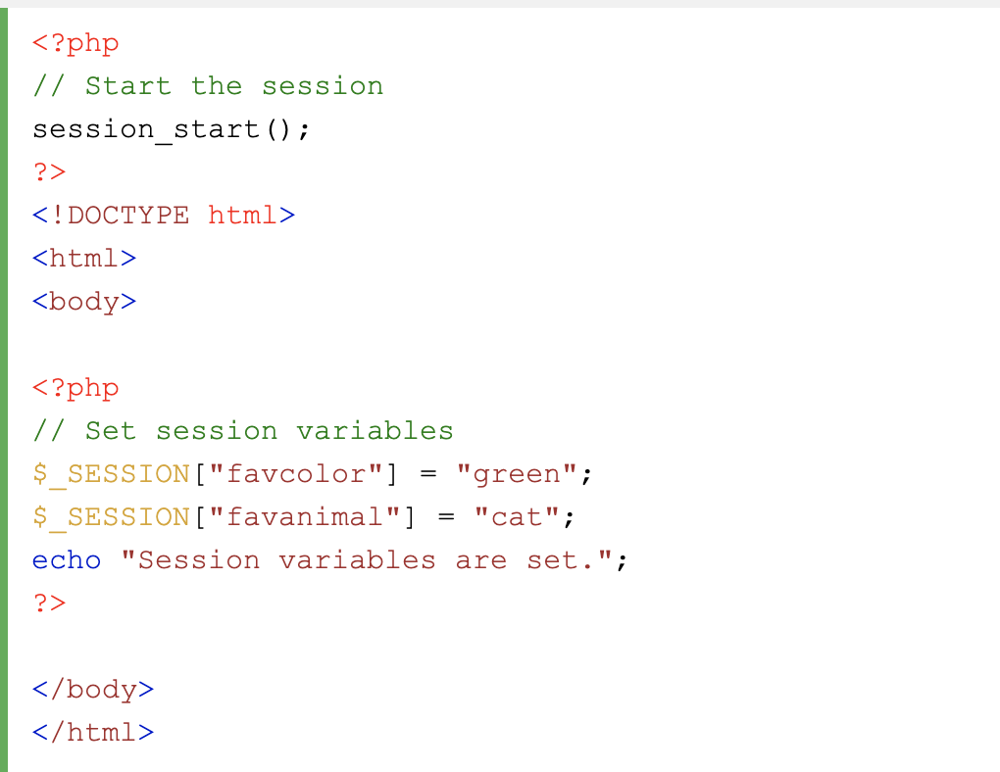 <?php
// Start the session
session_start();
?>
<!DOCTYPE html>
<html>
<body>

<?php
// Set session variables
$_SESSION["favcolor"] = "green";
$_SESSION["favanimal"] = "cat";
echo "Session variables are set.";
?>

</body>
</html>